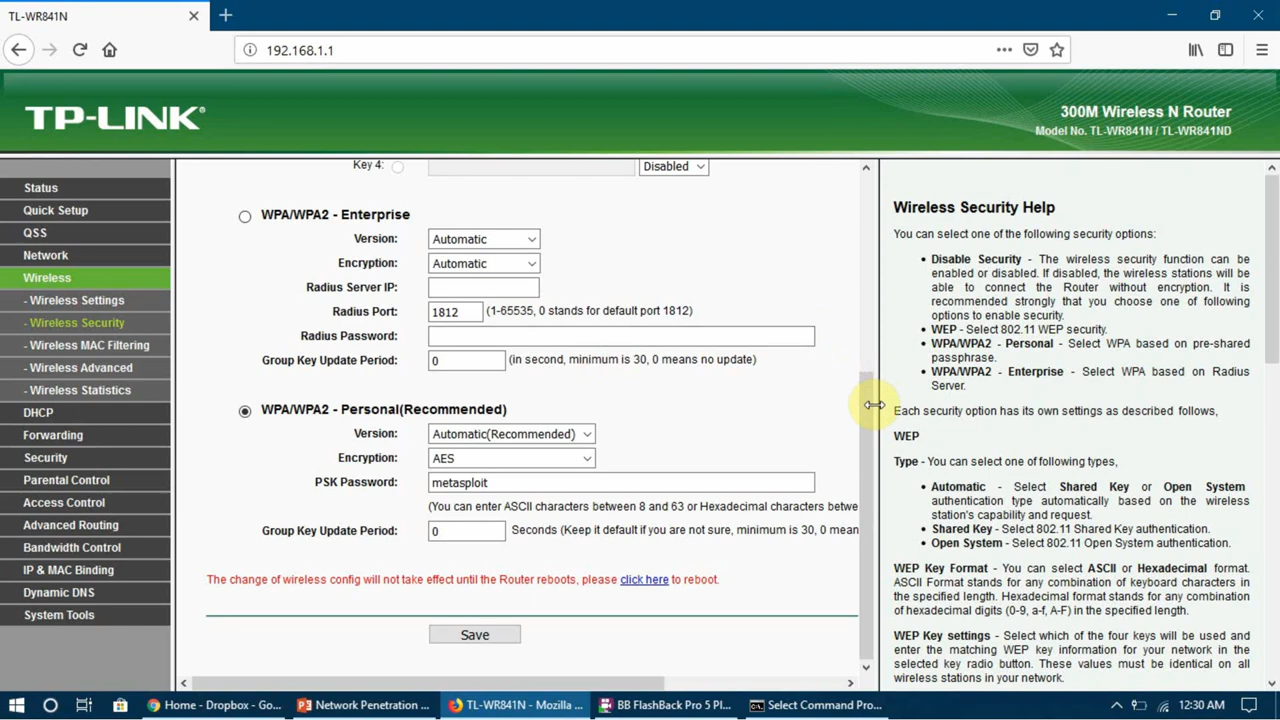 TL-WR841N
192.168.1.1
TP-LINK®
300M Wireless N Router
Model No. TL-WR841N / TL-WR841ND
Status
Quick Setup
QSS
Network
Wireless
- Wireless Settings
- Wireless Security
- Wireless MAC Filtering
- Wireless Advanced
- Wireless Statistics
DHCP
Forwarding
Security
Parental Control
Access Control
Advanced Routing
Bandwidth Control
IP & MAC Binding
Dynamic DNS
System Tools
Key 4: Disabled
WPA/WPA2 - Enterprise
Version: Automatic
Encryption: Automatic
Radius Server IP:
Radius Port: 1812 (1-65535, 0 stands for default port 1812)
Radius Password:
Group Key Update Period: 0 (in second, minimum is 30, 0 means no update)
WPA/WPA2 - Personal(Recommended)
Version: Automatic(Recommended)
Encryption: AES
PSK Password: metasploit
(You can enter ASCII characters between 8 and 63 or Hexadecimal characters betwe
Group Key Update Period: 0 Seconds (Keep it default if you are not sure, minimum is 30, 0 mean
The change of wireless config will not take effect until the Router reboots, please click here to reboot.
Save
Wireless Security Help
You can select one of the following security options:
• Disable Security - The wireless security function can be
enabled or disabled. If disabled, the wireless stations will be
able to connect the Router without encryption. It is
recommended strongly that you choose one of following
options to enable security.
• WEP - Select 802.11 WEP security.
• WPA/WPA2 - Personal - Select WPA based on pre-shared
passphrase.
• WPA/WPA2 - Enterprise - Select WPA based on Radius
Server.
Each security option has its own settings as described follows,
WEP
Type - You can select one of following types,
• Automatic - Select Shared Key or Open System
authentication type automatically based on the wireless
station's capability and request.
• Shared Key - Select 802.11 Shared Key authentication.
• Open System - Select 802.11 Open System authentication.
WEP Key Format - You can select ASCII or Hexadecimal format.
ASCII Format stands for any combination of keyboard characters in
the specified length. Hexadecimal format stands for any combination
of hexadecimal digits (0-9, a-f, A-F) in the specified length.
WEP Key settings - Select which of the four keys will be used and
enter the matching WEP key information for your network in the
selected key radio button. These values must be identical on all
wireless stations in your network.
Home - Dropbox - Go...
Network Penetration ...
TL-WR841N - Mozilla ...
BB FlashBack Pro 5 Pl...
Select Command Pro...
12:30 AM